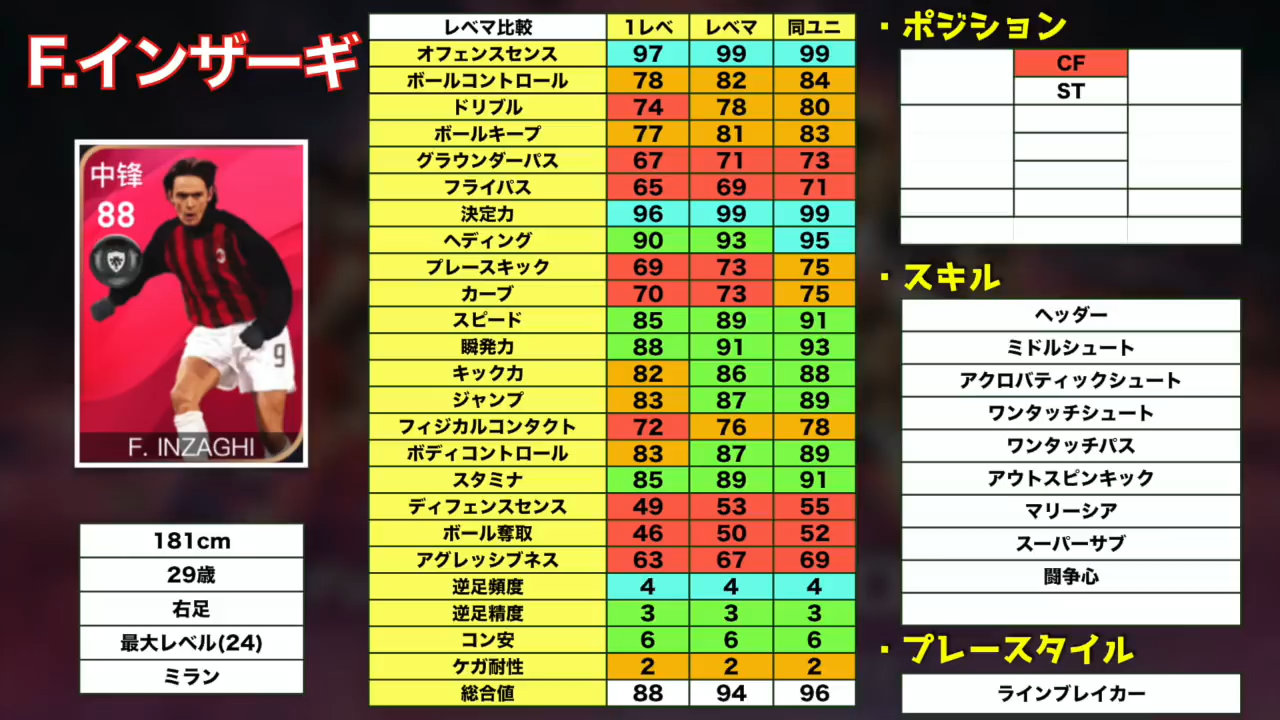 F.インザーギ
中锋
88
9
F. INZAGHI
181cm
29歳
右足
最大レベル(24)
ミラン
レベマ比較 1レベ レベマ 同ユニ
オフェンスセンス 97 99 99
ボールコントロール 78 82 84
ドリブル 74 78 80
ボールキープ 77 81 83
グラウンダーパス 67 71 73
フライパス 65 69 71
決定力 96 99 99
ヘディング 90 93 95
プレースキック 69 73 75
カーブ 70 73 75
スピード 85 89 91
瞬発力 88 91 93
キック力 82 86 88
ジャンプ 83 87 89
フィジカルコンタクト 72 76 78
ボディコントロール 83 87 89
スタミナ 85 89 91
ディフェンスセンス 49 53 55
ボール奪取 46 50 52
アグレッシブネス 63 67 69
逆足頻度 4 4 4
逆足精度 3 3 3
コン安 6 6 6
ケガ耐性 2 2 2
総合値 88 94 96
・ポジション
CF
ST
・スキル
ヘッダー
ミドルシュート
アクロバティックシュート
ワンタッチシュート
ワンタッチパス
アウトスピンキック
マリーシア
スーパーサブ
闘争心
・プレースタイル
ラインブレイカー